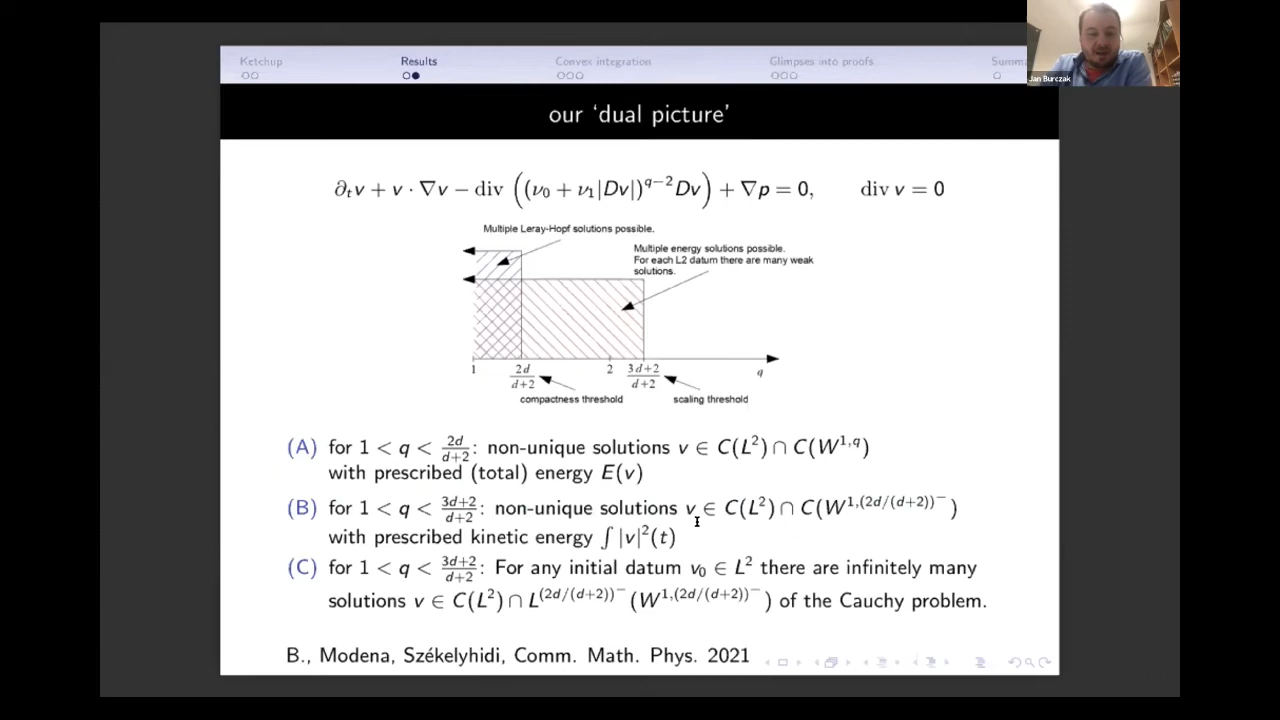 Ketchup Results Convex integration Glimpses into proofs Summ
Jan Burczak
our ‘dual picture’
∂ₜv + v · ∇v − div ((ν₀ + ν₁|Dv|)^{q−2}Dv) + ∇p = 0, div v = 0
Multiple Leray-Hopf solutions possible.
Multiple energy solutions possible.
For each L2 datum there are many weak
solutions.
1 2d/(d+2) 2 (3d+2)/(d+2) q
compactness threshold scaling threshold
(A) for 1 < q < 2d/(d+2): non-unique solutions v ∈ C(L²) ∩ C(W^{1,q})
with prescribed (total) energy E(v)
(B) for 1 < q < (3d+2)/(d+2): non-unique solutions v ∈ C(L²) ∩ C(W^{1,(2d/(d+2))⁻})
with prescribed kinetic energy ∫ |v|²(t)
(C) for 1 < q < (3d+2)/(d+2): For any initial datum v₀ ∈ L² there are infinitely many
solutions v ∈ C(L²) ∩ L^{(2d/(d+2))⁻}(W^{1,(2d/(d+2))⁻}) of the Cauchy problem.
B., Modena, Székelyhidi, Comm. Math. Phys. 2021